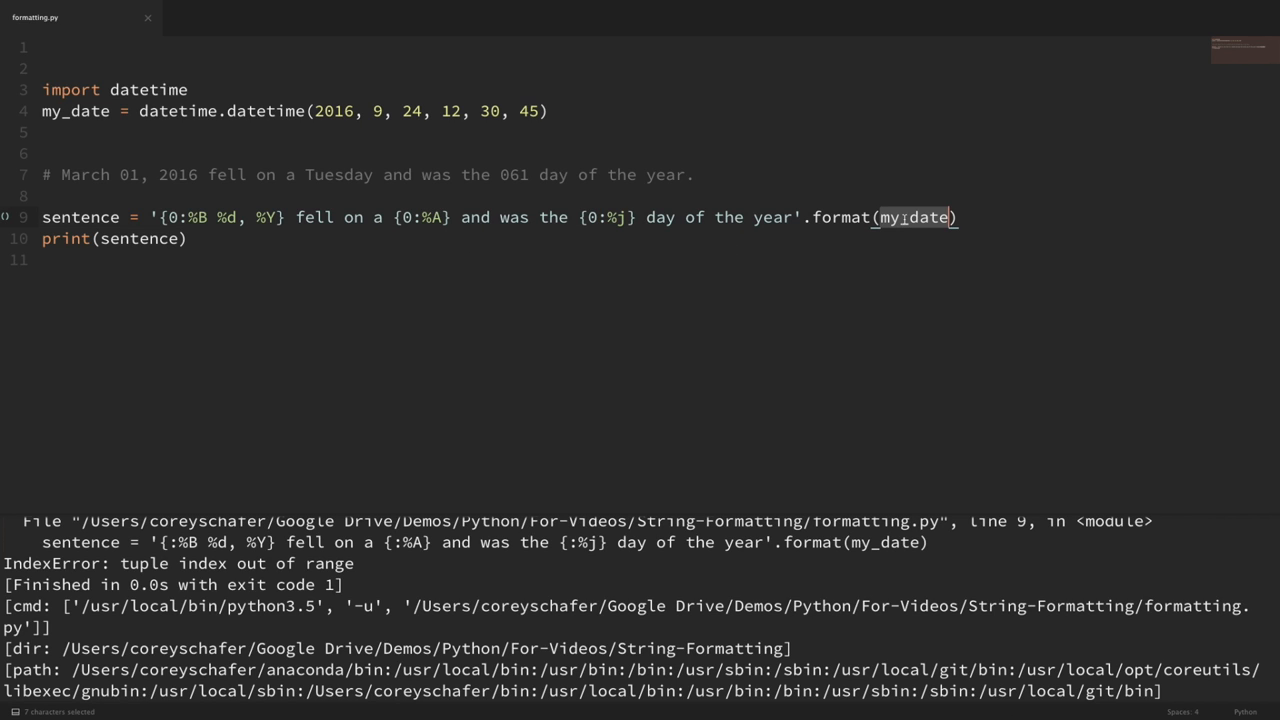 formatting.py ×
1
2
3 import datetime
4 my_date = datetime.datetime(2016, 9, 24, 12, 30, 45)
5
6
7 # March 01, 2016 fell on a Tuesday and was the 061 day of the year.
8
() 9 sentence = '{0:%B %d, %Y} fell on a {0:%A} and was the {0:%j} day of the year'.format(my_date)
10 print(sentence)
11
File "/Users/coreyschafer/Google Drive/Demos/Python/For-Videos/String-Formatting/formatting.py", line 9, in <module>
sentence = '{:%B %d, %Y} fell on a {:%A} and was the {:%j} day of the year'.format(my_date)
IndexError: tuple index out of range
[Finished in 0.0s with exit code 1]
[cmd: ['/usr/local/bin/python3.5', '-u', '/Users/coreyschafer/Google Drive/Demos/Python/For-Videos/String-Formatting/formatting.
py']]
[dir: /Users/coreyschafer/Google Drive/Demos/Python/For-Videos/String-Formatting]
[path: /Users/coreyschafer/anaconda/bin:/usr/local/bin:/usr/bin:/bin:/usr/sbin:/sbin:/usr/local/git/bin:/usr/local/opt/coreutils/
libexec/gnubin:/usr/local/sbin:/Users/coreyschafer/bin:/usr/local/bin:/usr/bin:/bin:/usr/sbin:/sbin:/usr/local/git/bin]
7 characters selected Spaces: 4 Python